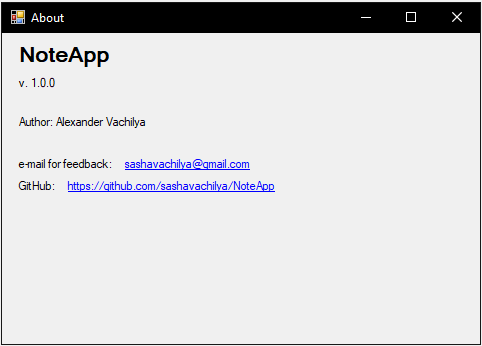 About
NoteApp
v. 1.0.0
Author: Alexander Vachilya
e-mail for feedback: sashavachilya@gmail.com
GitHub: https://github.com/sashavachilya/NoteApp